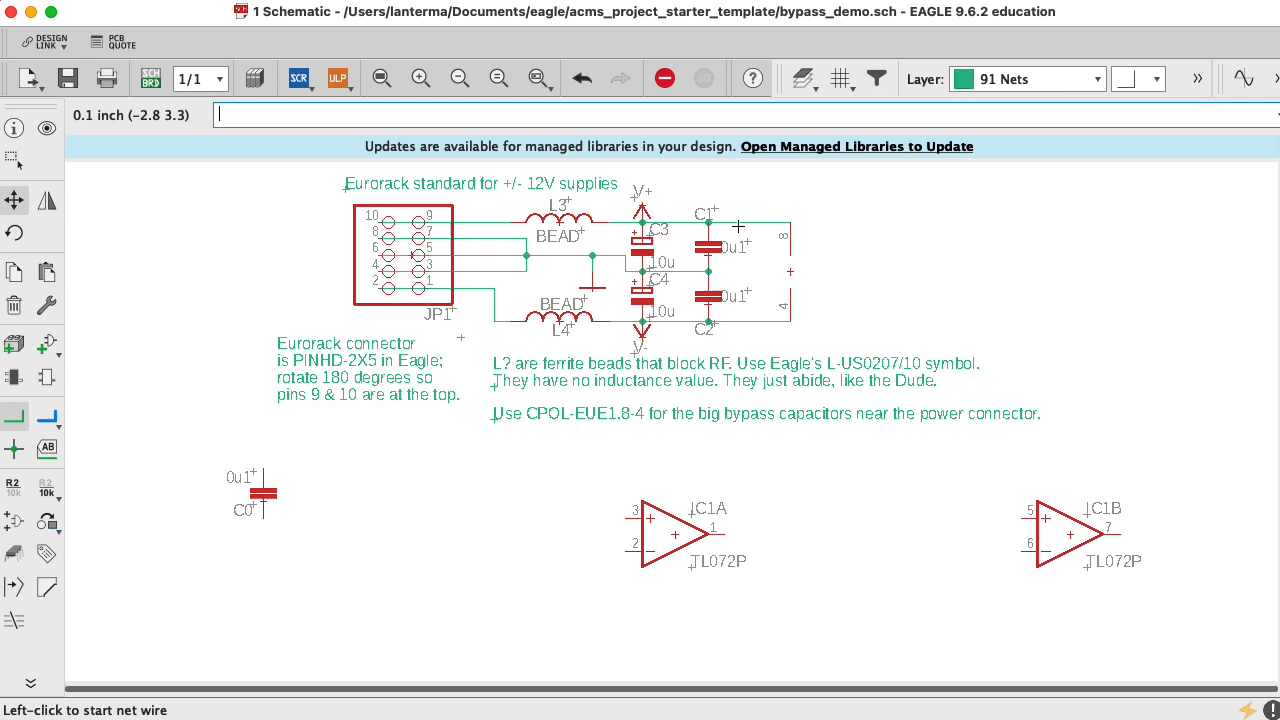 1 Schematic - /Users/lanterma/Documents/eagle/acms_project_starter_template/bypass_demo.sch - EAGLE 9.6.2 education
DESIGN LINK
PCB QUOTE
SCH BRD
1/1
SCR
ULP
Layer:
91 Nets
0.1 inch (-2.8 3.3)
Updates are available for managed libraries in your design. Open Managed Libraries to Update
Eurorack standard for +/- 12V supplies
V+
L3
C1
10
9
BEAD
C3
8
7
8
6
5
0u1
4
3
10u
C4
2
1
BEAD
0u1
4
10u
JP1
L4
C2
V-
Eurorack connector
is PINHD-2X5 in Eagle;
rotate 180 degrees so
pins 9 & 10 are at the top.
L? are ferrite beads that block RF. Use Eagle's L-US0207/10 symbol.
They have no inductance value. They just abide, like the Dude.
Use CPOL-EUE1.8-4 for the big bypass capacitors near the power connector.
AB
R2 10k
R2 10k
0u1
C0
3
IC1A
1
2
TL072P
5
IC1B
7
6
TL072P
Left-click to start net wire